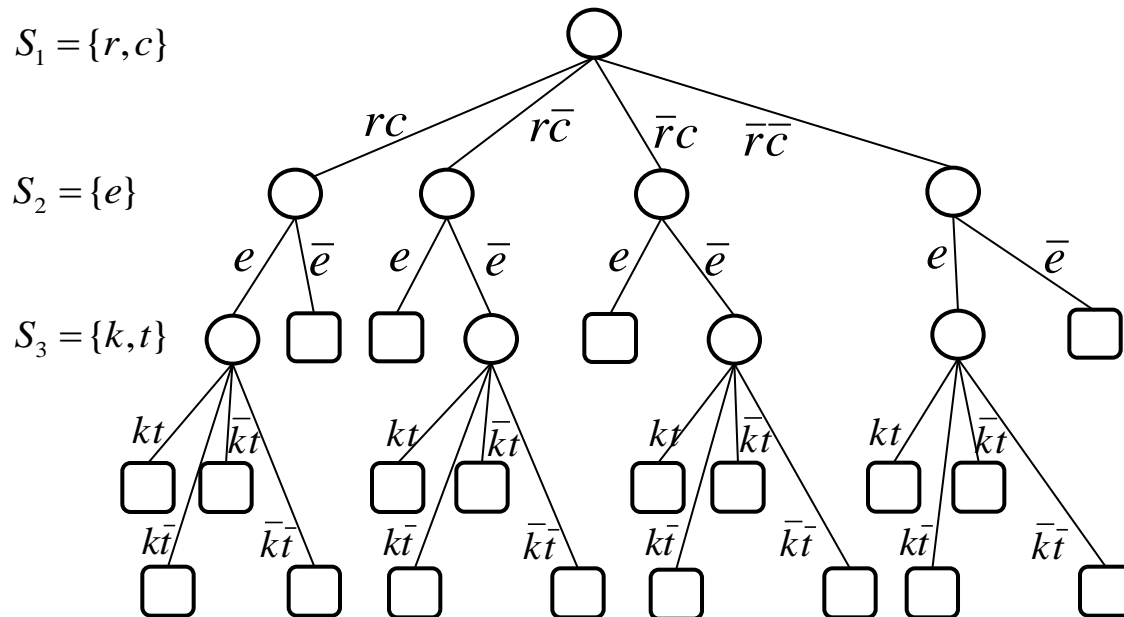 S₁ = {r, c}
rc r c̅ r̅ c r̅ c̅
S₂ = {e}
e e̅ e e̅ e e̅ e e̅
S₃ = {k, t}
kt k̅t kt k̅t kt k̅t kt k̅t
kt̅ k̅t̅ kt̅ k̅t̅ kt̅ k̅t̅ kt̅ k̅t̅